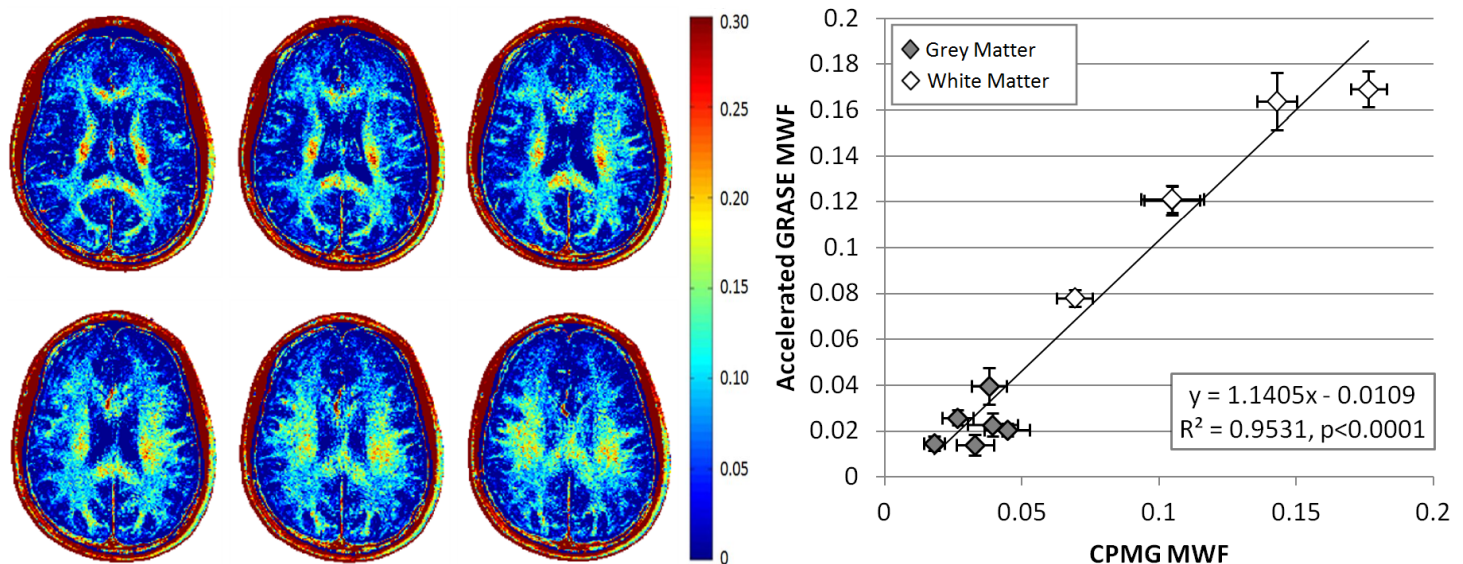 0.30
0.25
0.20
0.15
0.10
0.05
0
Accelerated GRASE MWF
0.2
0.18
0.16
0.14
0.12
0.1
0.08
0.06
0.04
0.02
0
Grey Matter
White Matter
y = 1.1405x - 0.0109
R² = 0.9531, p<0.0001
0 0.05 0.1 0.15 0.2
CPMG MWF